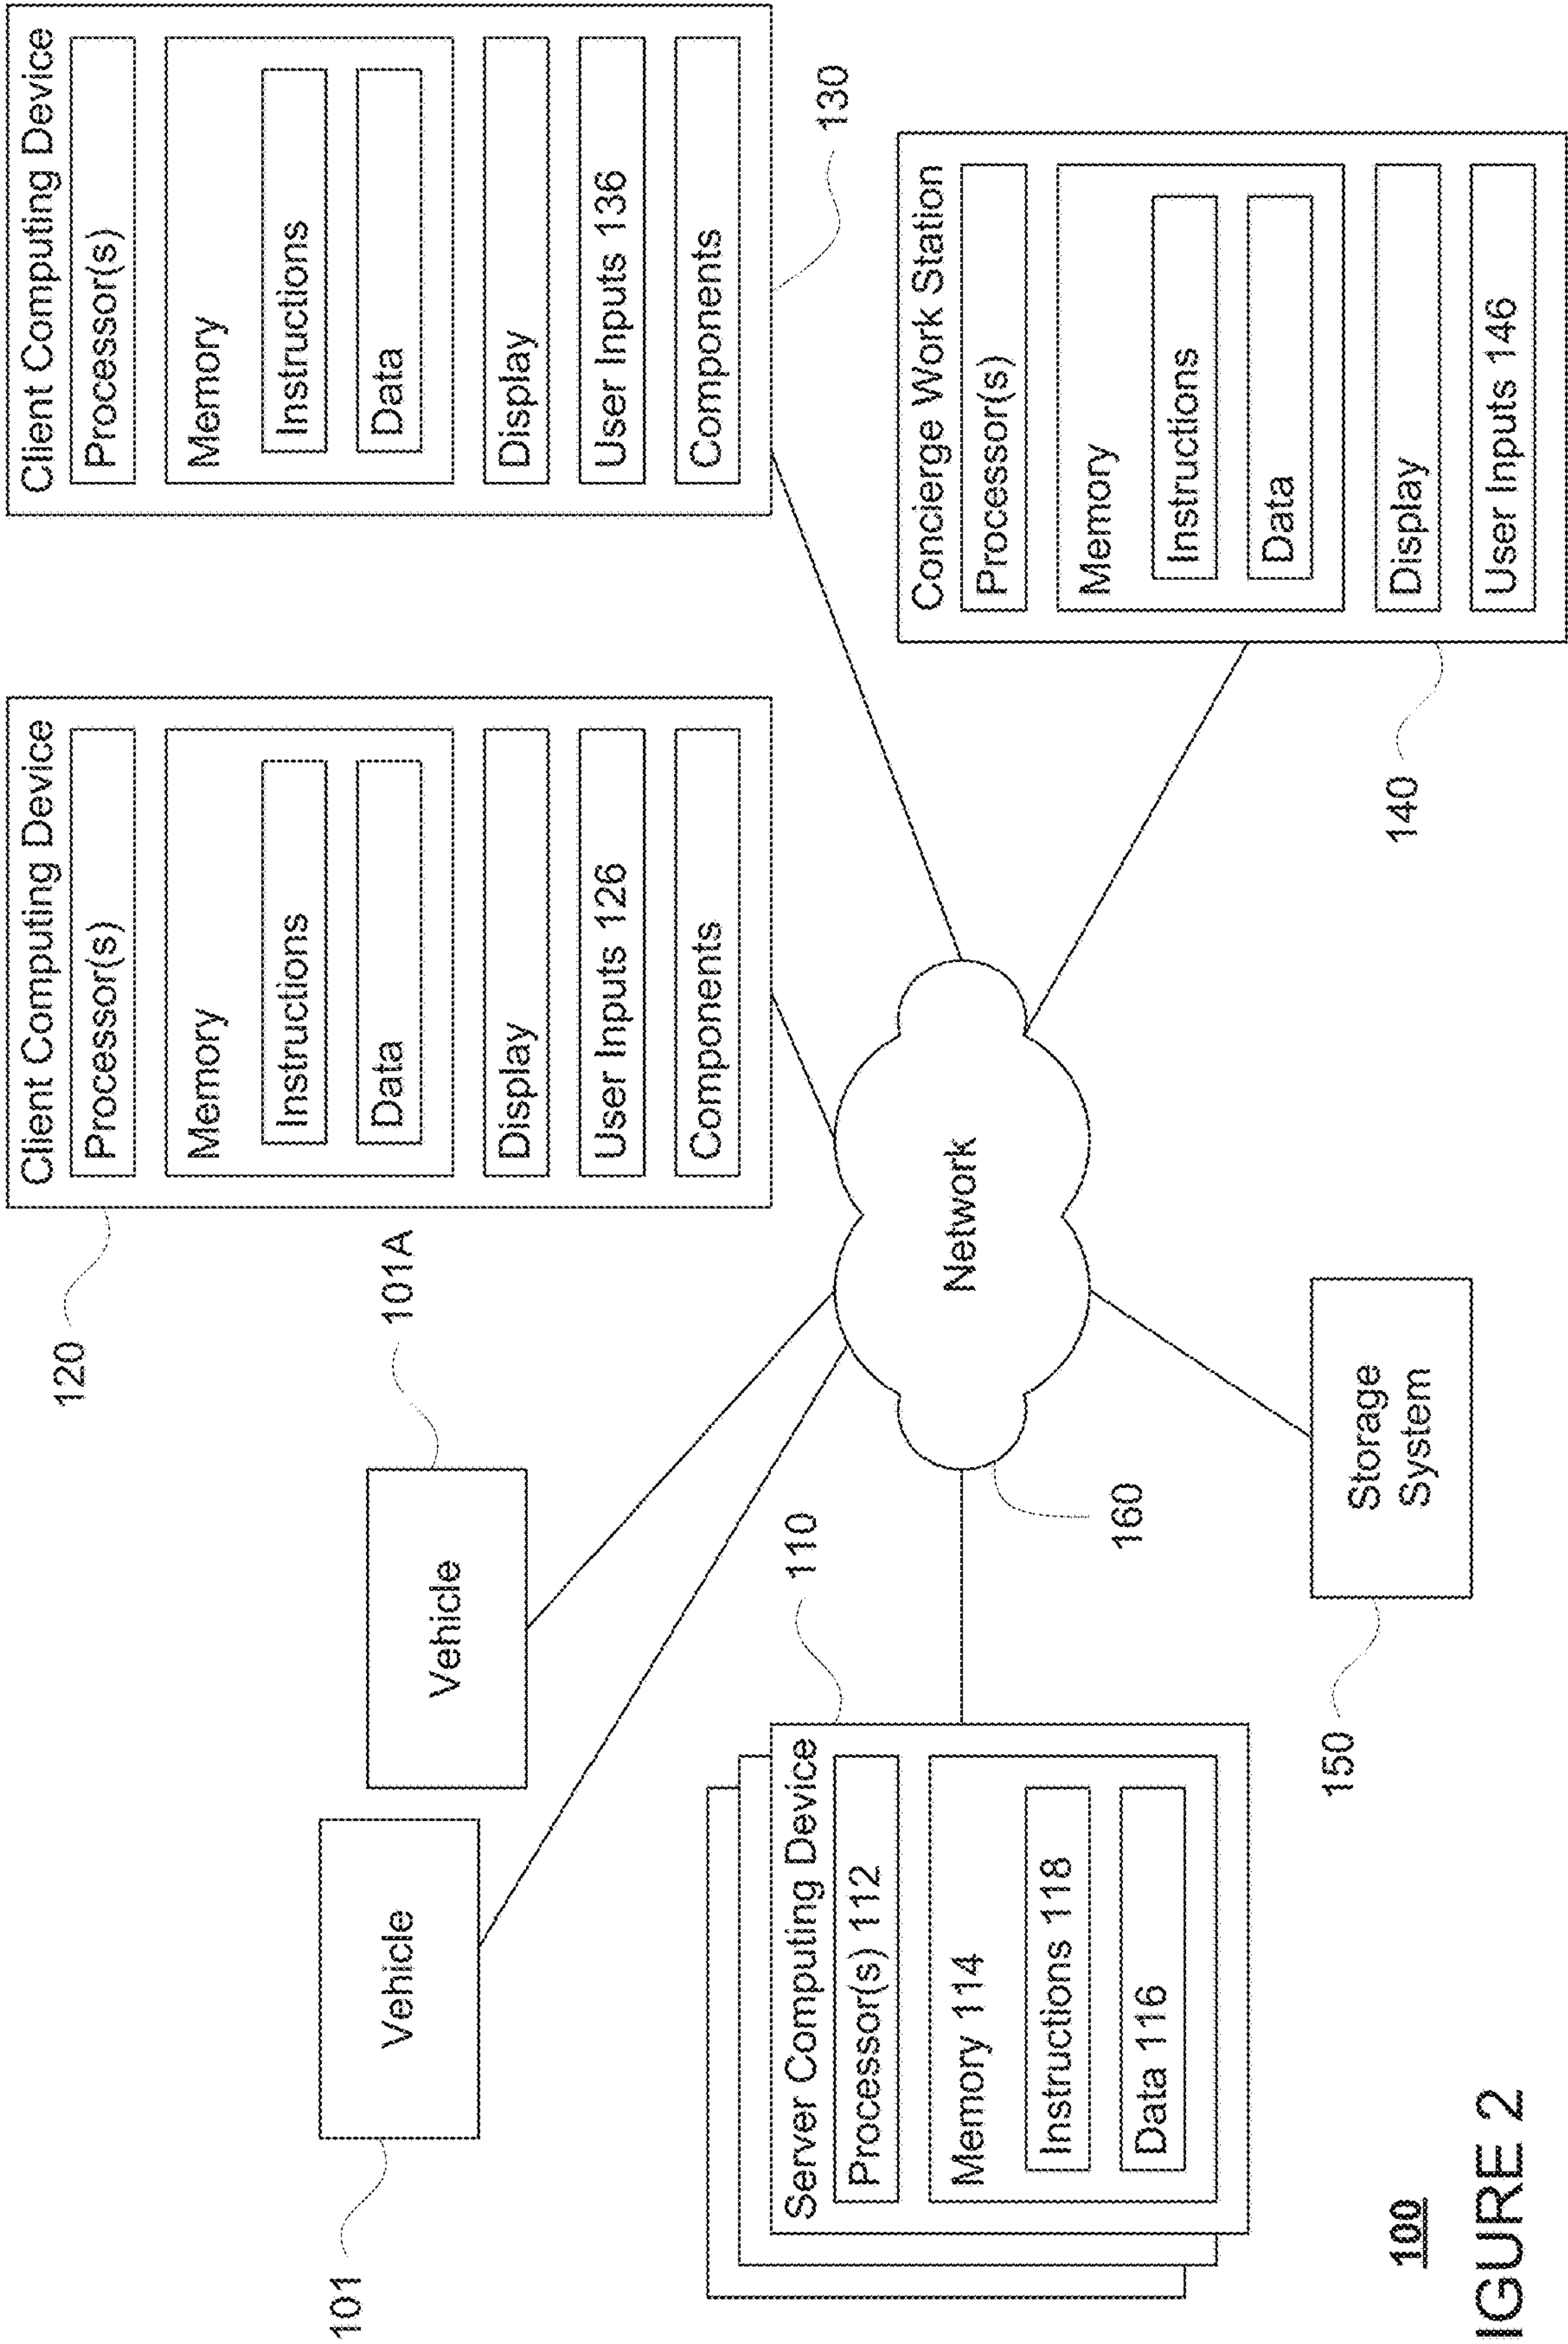 101
Vehicle
101A
Vehicle
120
Client Computing Device
Processor(s)
Memory
Instructions
Data
Display
User Inputs 126
Components
Client Computing Device
Processor(s)
Memory
Instructions
Data
Display
User Inputs 136
Components
130
110
Server Computing Device
Processor(s) 112
Memory 114
Instructions 118
Data 116
Network
160
150
Storage
System
140
Concierge Work Station
Processor(s)
Memory
Instructions
Data
Display
User Inputs 146
100
IGURE 2